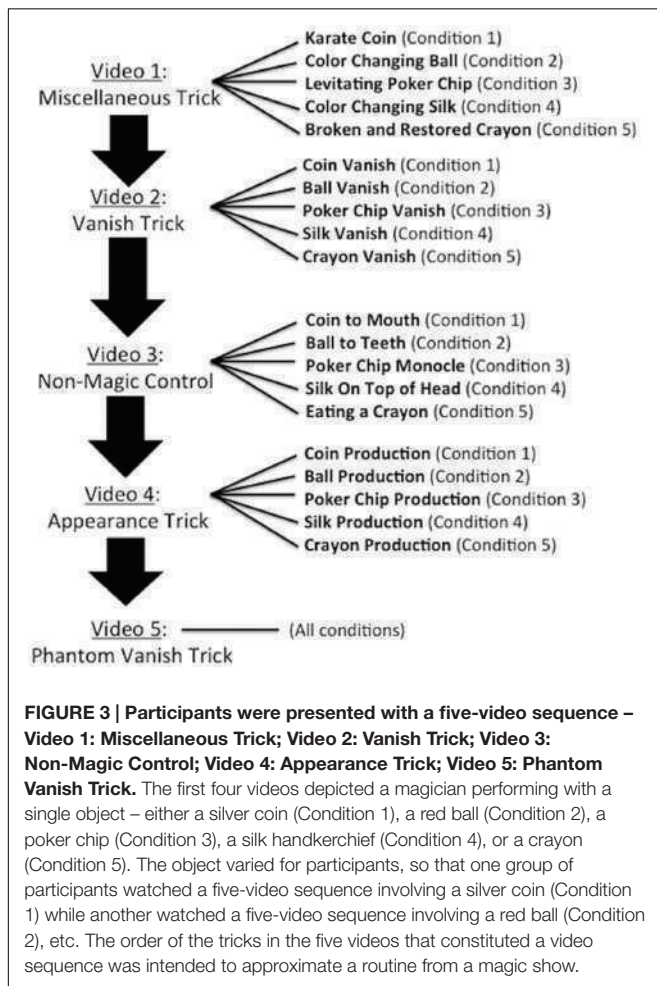 Karate Coin (Condition 1)
Video 1:
Color Changing Ball (Condition 2)
Miscellaneous Trick
Levitating Poker Chip (Condition 3)
Color Changing Silk (Condition 4)
Broken and Restored Crayon (Condition 5)
Coin Vanish (Condition 1)
Video 2:
Ball Vanish (Condition 2)
Vanish Trick
Poker Chip Vanish (Condition 3)
Silk Vanish (Condition 4)
Crayon Vanish (Condition 5)
Coin to Mouth (Condition 1)
Video 3:
Ball to Teeth (Condition 2)
Non-Magic Control
Poker Chip Monocle (Condition 3)
Silk On Top of Head (Condition 4)
Eating a Crayon (Condition 5)
Coin Production (Condition 1)
Video 4:
Ball Production (Condition 2)
Appearance Trick
Poker Chip Production (Condition 3)
Silk Production (Condition 4)
Crayon Production (Condition 5)
Video 5:
(All conditions)
Phantom Vanish Trick
FIGURE 3 | Participants were presented with a five-video sequence –
Video 1: Miscellaneous Trick; Video 2: Vanish Trick; Video 3:
Non-Magic Control; Video 4: Appearance Trick; Video 5: Phantom
Vanish Trick. The first four videos depicted a magician performing with a
single object – either a silver coin (Condition 1), a red ball (Condition 2), a
poker chip (Condition 3), a silk handkerchief (Condition 4), or a crayon
(Condition 5). The object varied for participants, so that one group of
participants watched a five-video sequence involving a silver coin (Condition
1) while another watched a five-video sequence involving a red ball (Condition
2), etc. The order of the tricks in the five videos that constituted a video
sequence was intended to approximate a routine from a magic show.